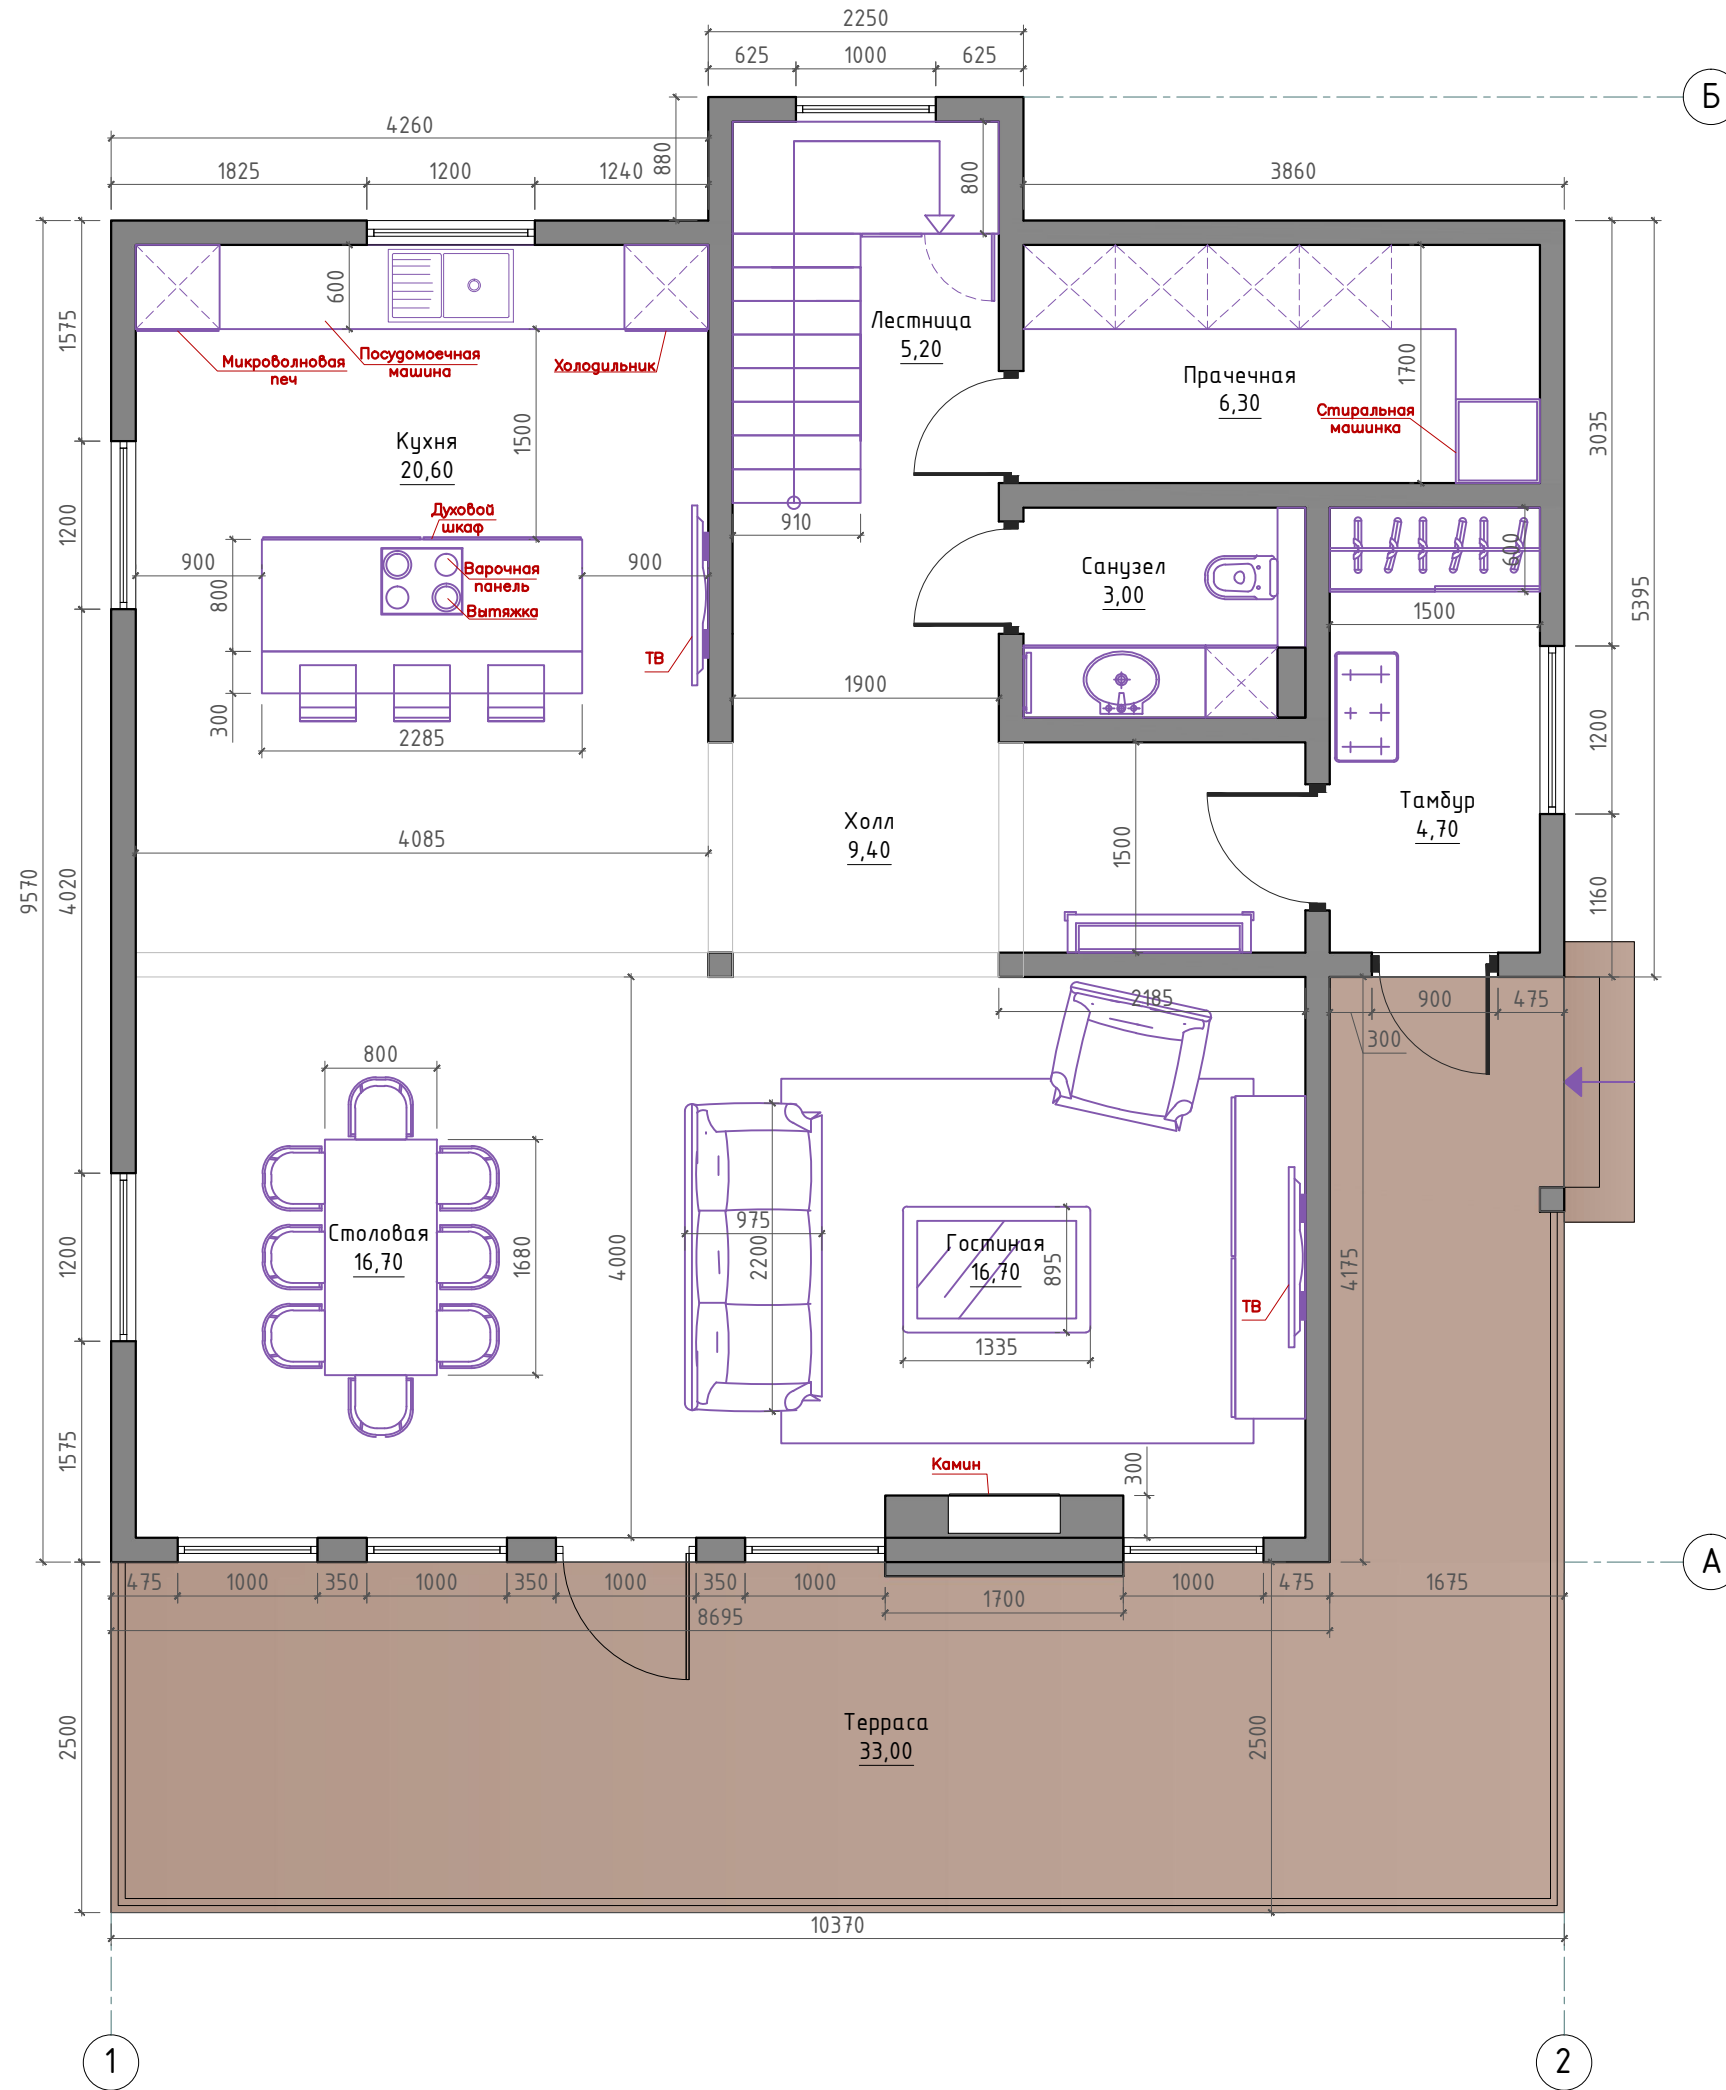 2250
625 1000 625
Б
4260
880
1825 1200 1240
800
3860
600
1575
Микроволновая
печ
Посудомоечная
машина
Холодильник
Лестница
5,20
Прачечная
6,30
1700
Стиральная
машинка
3035
Кухня
20,60
1500
Духовой
шкаф
910
1200
900
800
Варочная
панель
Вытяжка
900
Санузел
3,00
600
1500
5395
ТВ
300
2285
1900
1200
4085
Холл
9,40
1500
Тамбур
4,70
9570
4020
1160
2185
900 475
300
800
Столовая
16,70
1680
4000
975
2200
Гостиная
16,70
895
1335
ТВ
4175
1200
1575
Камин
300
А
475 1000 350 1000 350 1000 350 1000
1700
1000 475 1675
8695
2500
Терраса
33,00
2500
10370
1
2